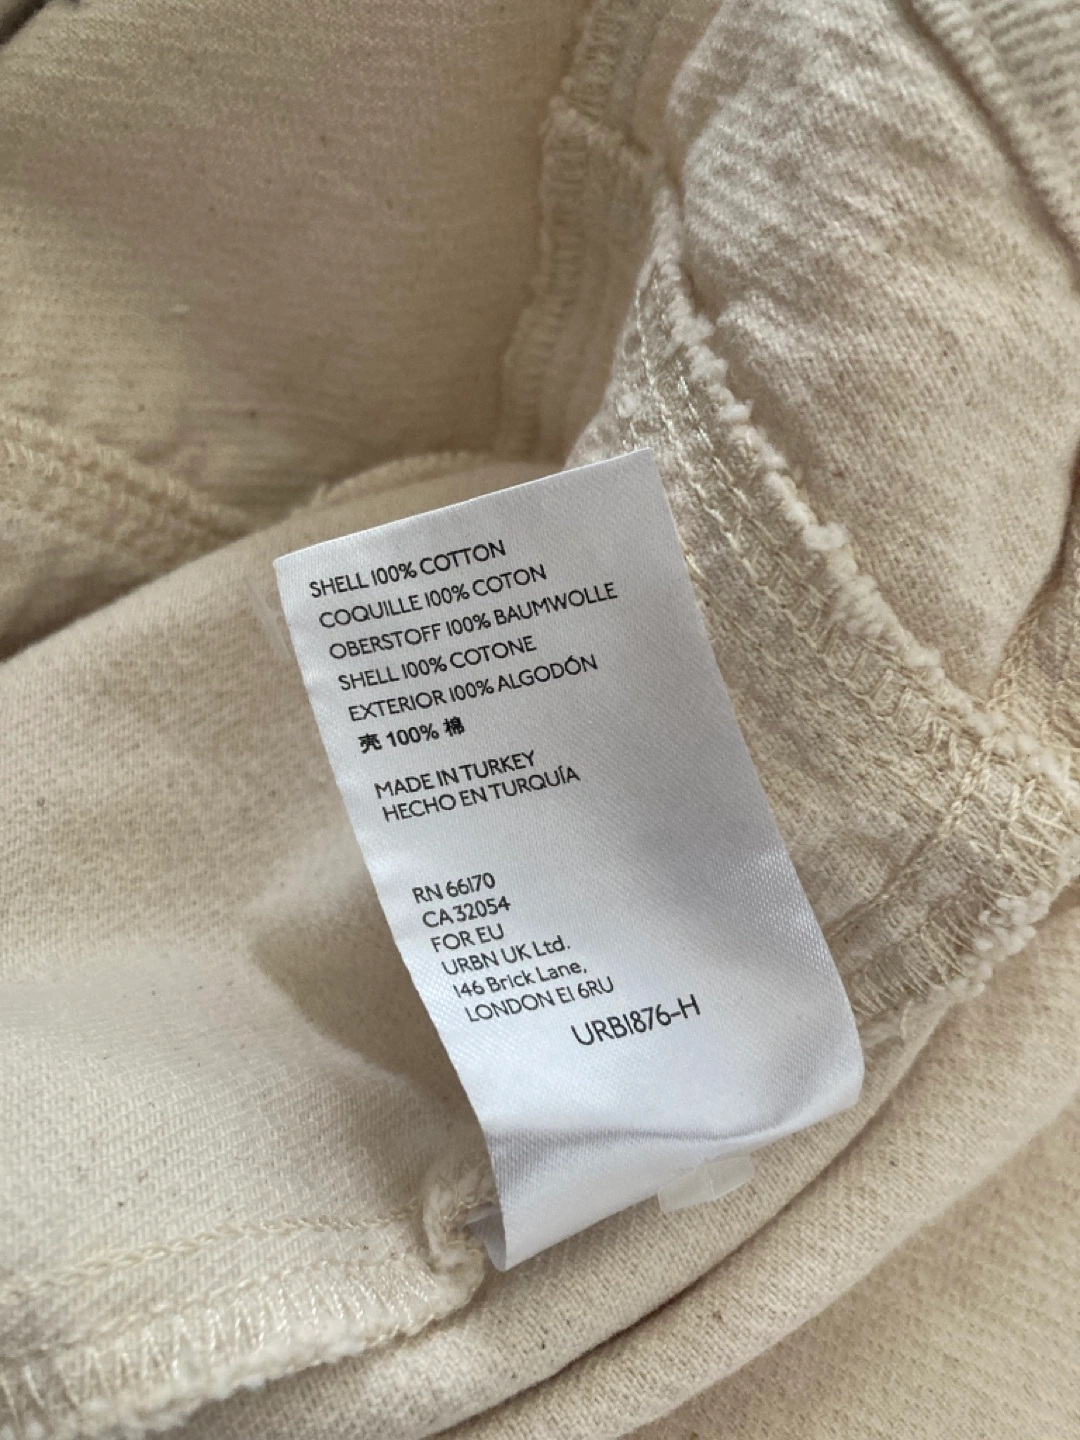 SHELL 100% COTTON
COQUILLE 100% COTON
OBERSTOFF 100% BAUMWOLLE
SHELL 100% COTONE
EXTERIOR 100% ALGODÓN
壳 100% 棉
MADE IN TURKEY
HECHO EN TURQUÍA
RN 66170
CA 32054
FOR EU
URBN UK Ltd.
146 Brick Lane,
LONDON E1 6RU
URB1876-H